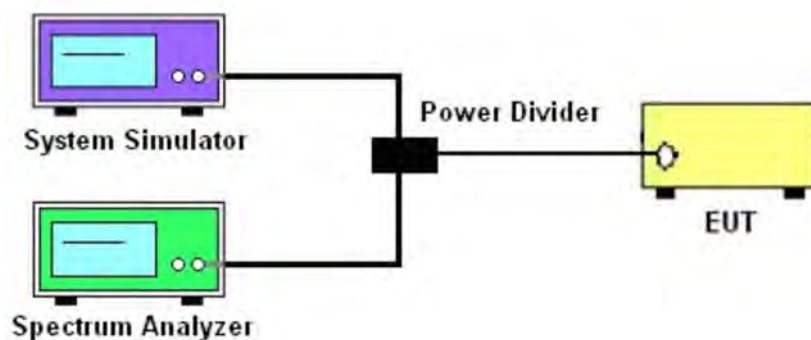 System Simulator
Power Divider
EUT
Spectrum Analyzer